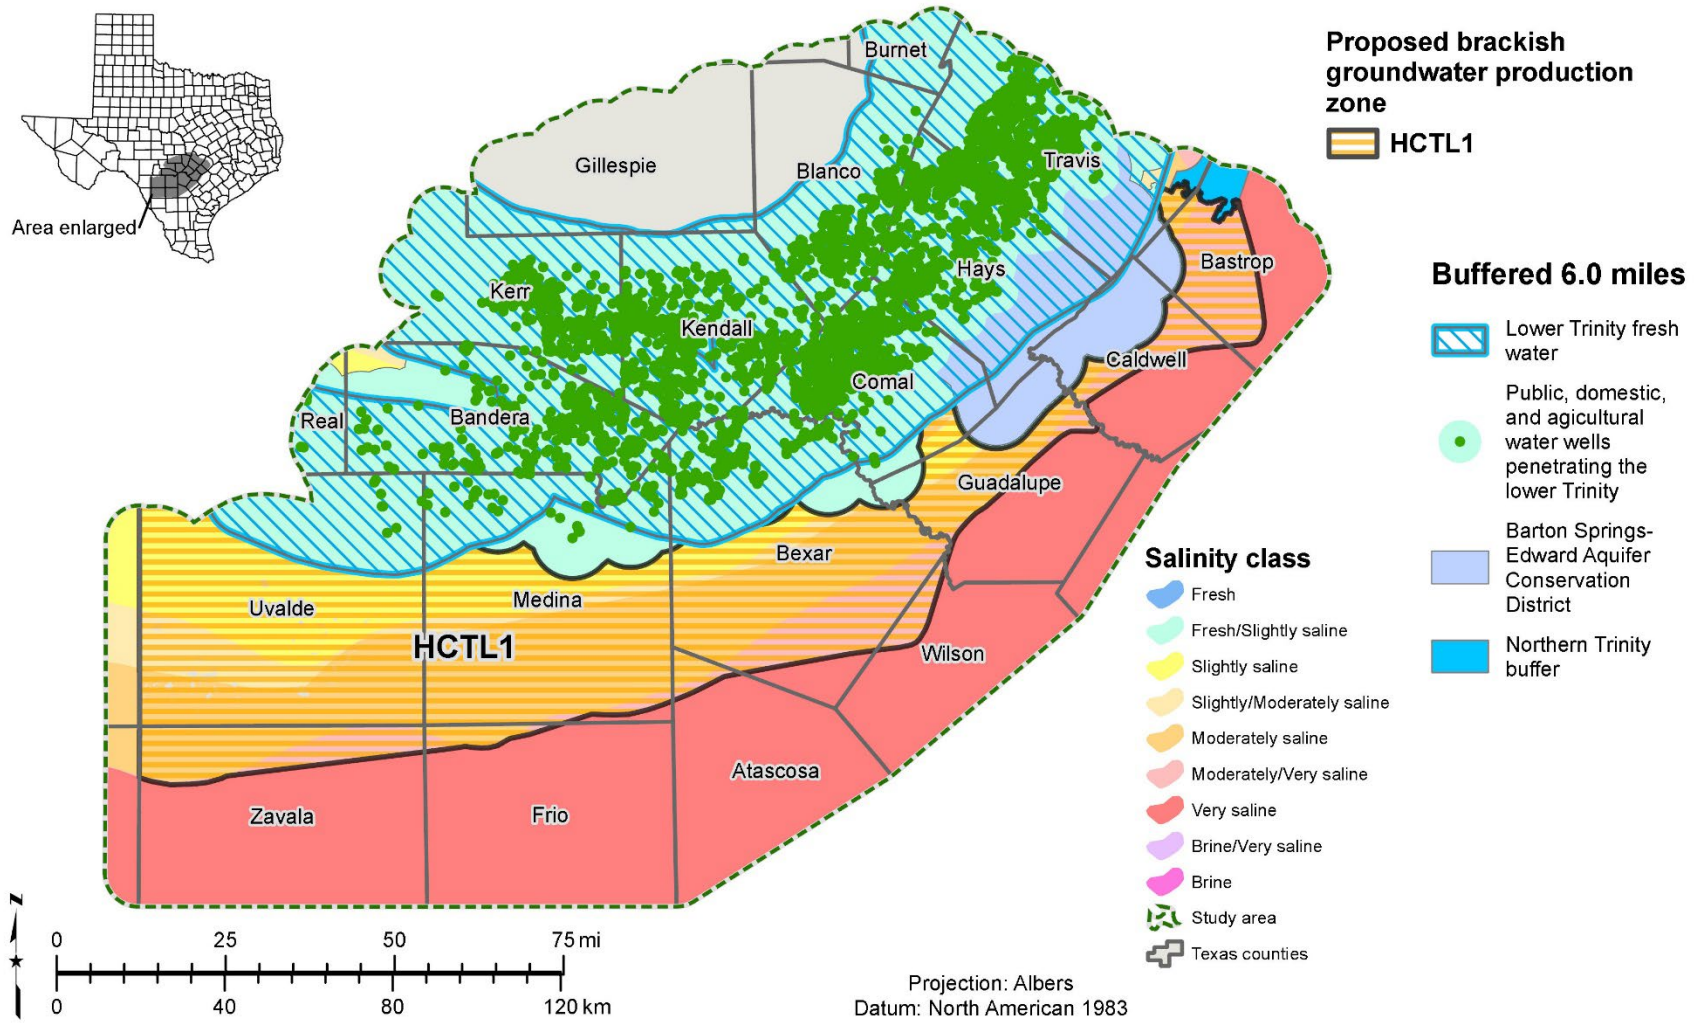 Area enlarged
Burnet
Gillespie
Blanco
Travis
Hays
Bastrop
Kerr
Kendall
Comal
Caldwell
Real
Bandera
Guadalupe
Bexar
Uvalde
Medina
HCTL1
Wilson
Zavala
Frio
Atascosa
Proposed brackish
groundwater production
zone
HCTL1
Buffered 6.0 miles
Lower Trinity fresh
water
Public, domestic,
and agicultural
water wells
penetrating the
lower Trinity
Barton Springs-
Edward Aquifer
Conservation
District
Northern Trinity
buffer
Salinity class
Fresh
Fresh/Slightly saline
Slightly saline
Slightly/Moderately saline
Moderately saline
Moderately/Very saline
Very saline
Brine/Very saline
Brine
Study area
Texas counties
N
0 25 50 75 mi
0 40 80 120 km
Projection: Albers
Datum: North American 1983